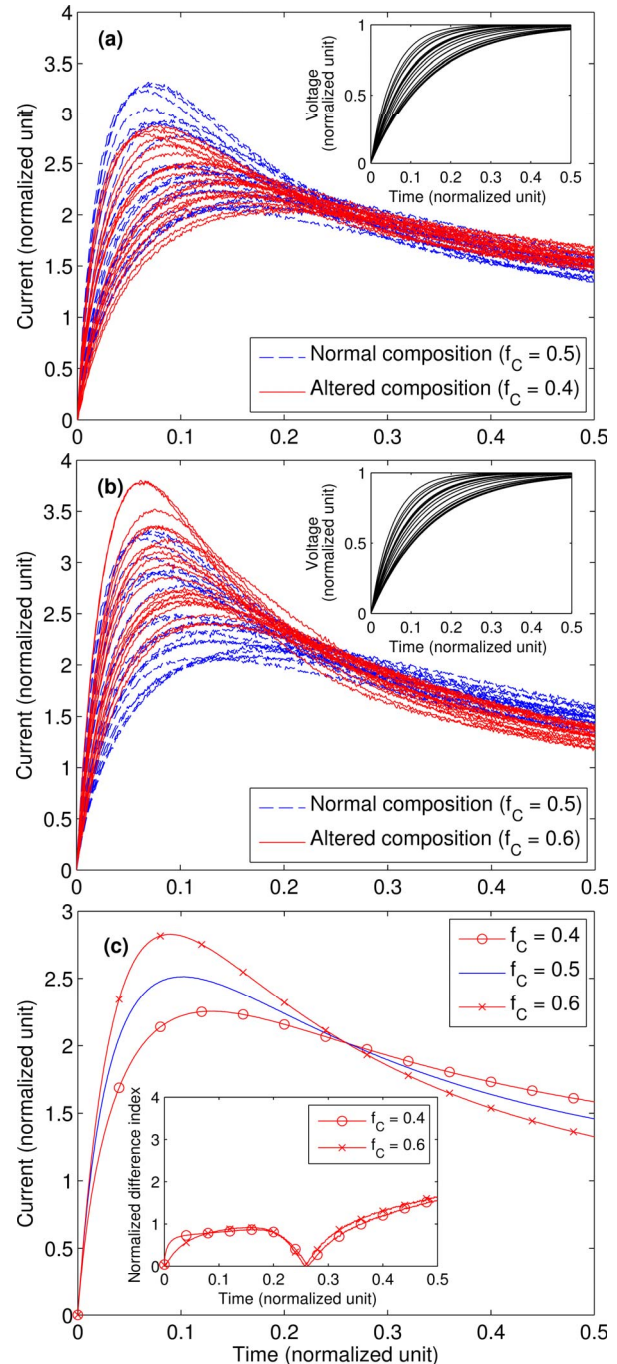 (a)
Current (normalized unit)
4
3.5
3
2.5
2
1.5
1
0.5
0
0 0.1 0.2 0.3 0.4 0.5
Voltage
(normalized unit)
1
0.5
0
0 0.1 0.2 0.3 0.4 0.5
Time (normalized unit)
Normal composition (f_C = 0.5)
Altered composition (f_C = 0.4)
(b)
Current (normalized unit)
4
3.5
3
2.5
2
1.5
1
0.5
0
0 0.1 0.2 0.3 0.4 0.5
Voltage
(normalized unit)
1
0.5
0
0 0.1 0.2 0.3 0.4 0.5
Time (normalized unit)
Normal composition (f_C = 0.5)
Altered composition (f_C = 0.6)
(c)
Current (normalized unit)
3
2.5
2
1.5
1
0.5
0
0 0.1 0.2 0.3 0.4 0.5
Time (normalized unit)
f_C = 0.4
f_C = 0.5
f_C = 0.6
Normalized difference index
4
3
2
1
0
0 0.1 0.2 0.3 0.4 0.5
Time (normalized unit)
f_C = 0.4
f_C = 0.6